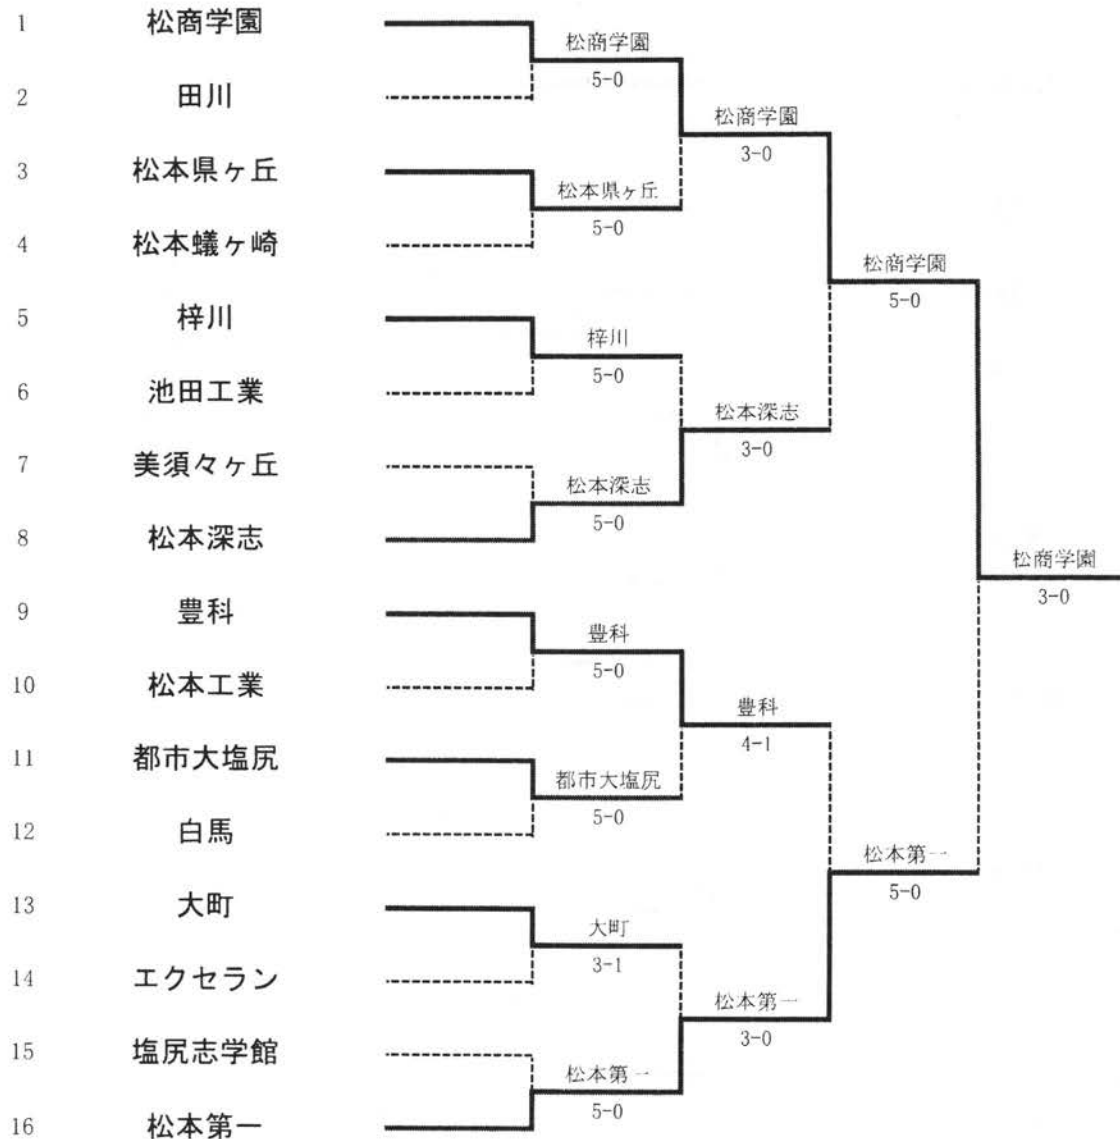 1 松商学園
2 田川
3 松本県ヶ丘
4 松本蟻ヶ崎
5 梓川
6 池田工業
7 美須々ヶ丘
8 松本深志
9 豊科
10 松本工業
11 都市大塩尻
12 白馬
13 大町
14 エクセラン
15 塩尻志学館
16 松本第一
松商学園
5-0
松本県ヶ丘
5-0
梓川
5-0
松本深志
5-0
豊科
5-0
都市大塩尻
5-0
大町
3-1
松本第一
5-0
松商学園
3-0
松本深志
3-0
豊科
4-1
松本第一
3-0
松商学園
5-0
松本第一
5-0
松商学園
3-0